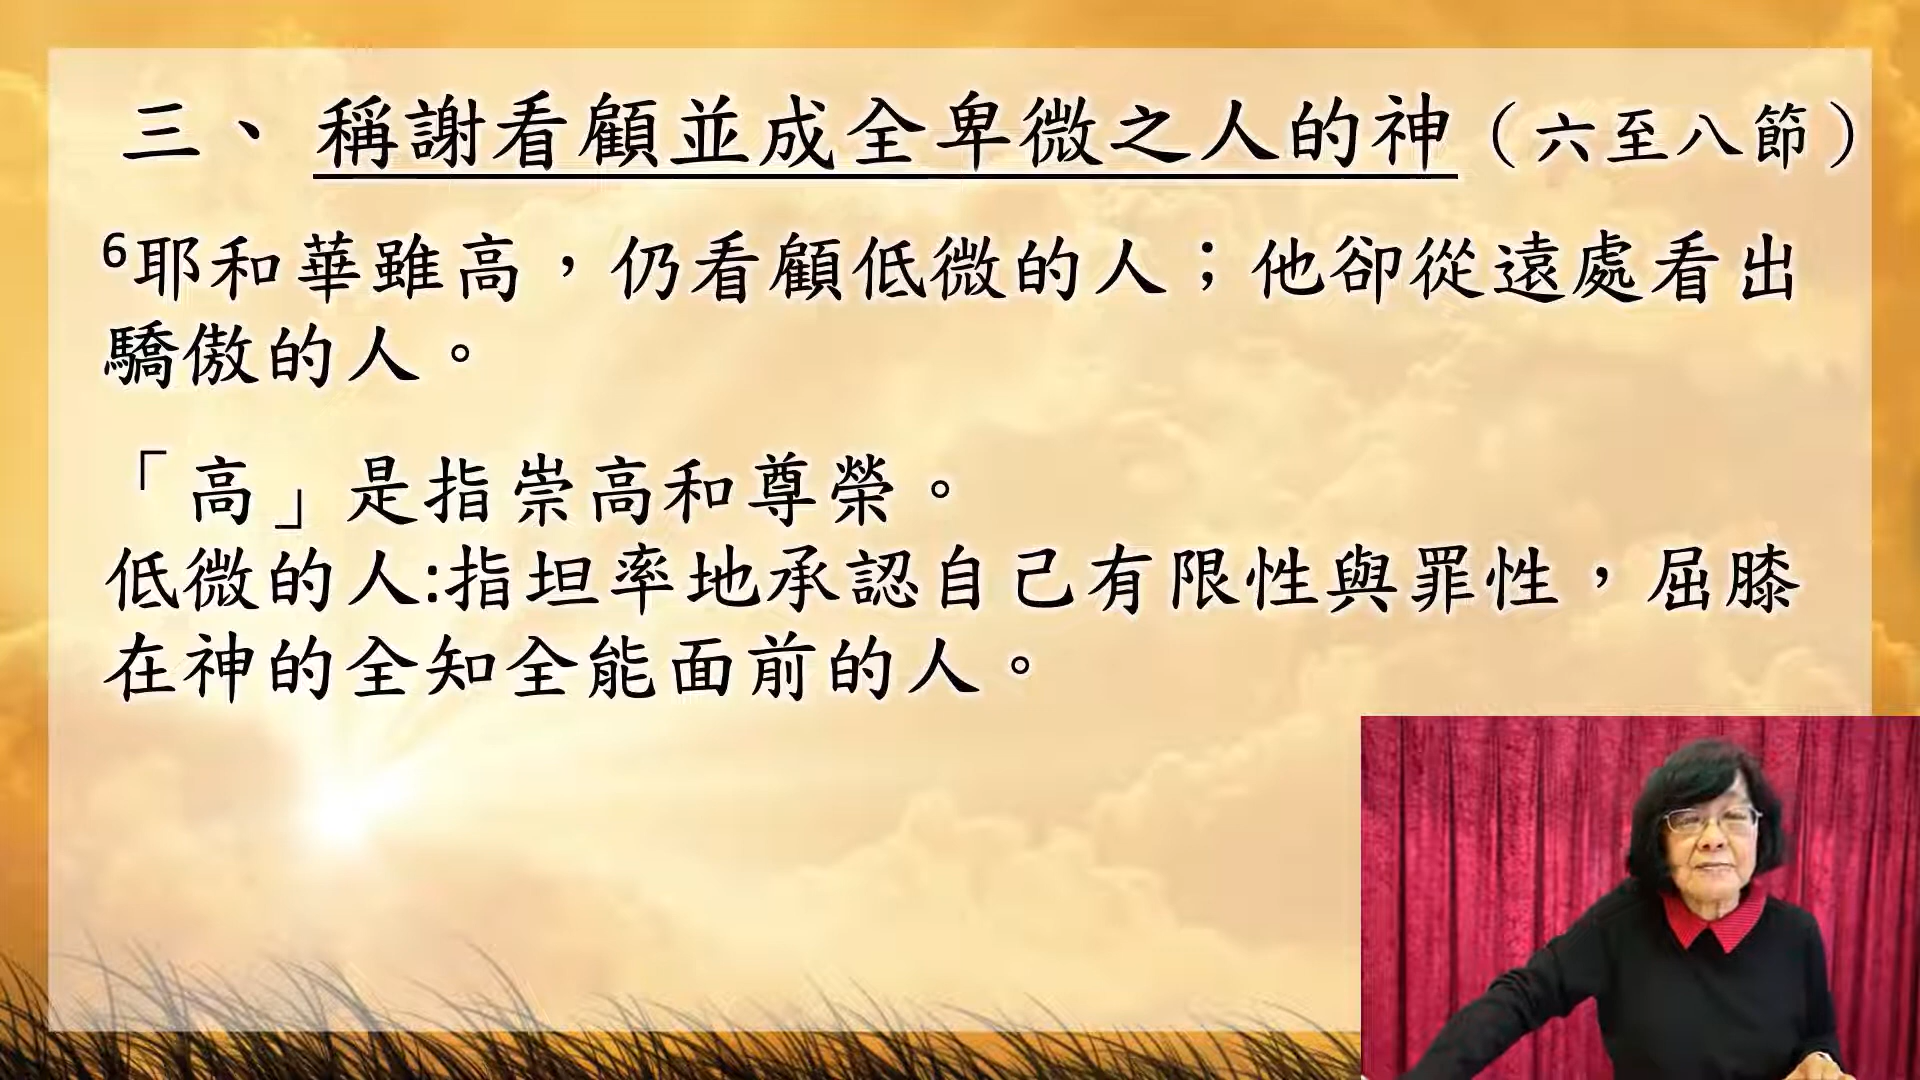 三、 稱謝看顧並成全卑微之人的神（六至八節）
6耶和華雖高，仍看顧低微的人；他卻從遠處看出
驕傲的人。
「高」是指崇高和尊榮。
低微的人:指坦率地承認自己有限性與罪性，屈膝
在神的全知全能面前的人。